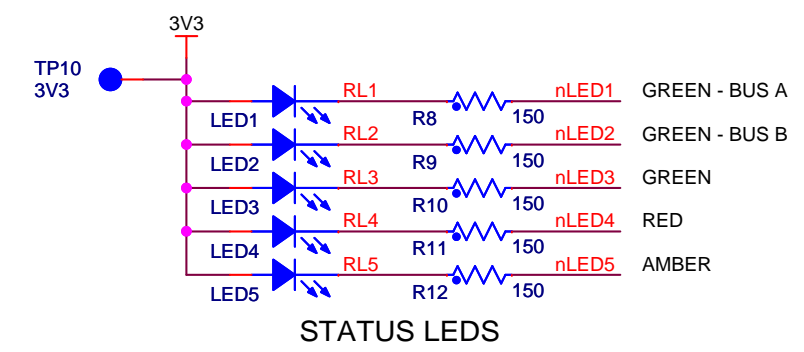 3V3
TP10
3V3
LED1 RL1 R8 150 nLED1 GREEN - BUS A
LED2 RL2 R9 150 nLED2 GREEN - BUS B
LED3 RL3 R10 150 nLED3 GREEN
LED4 RL4 R11 150 nLED4 RED
LED5 RL5 R12 150 nLED5 AMBER
STATUS LEDS